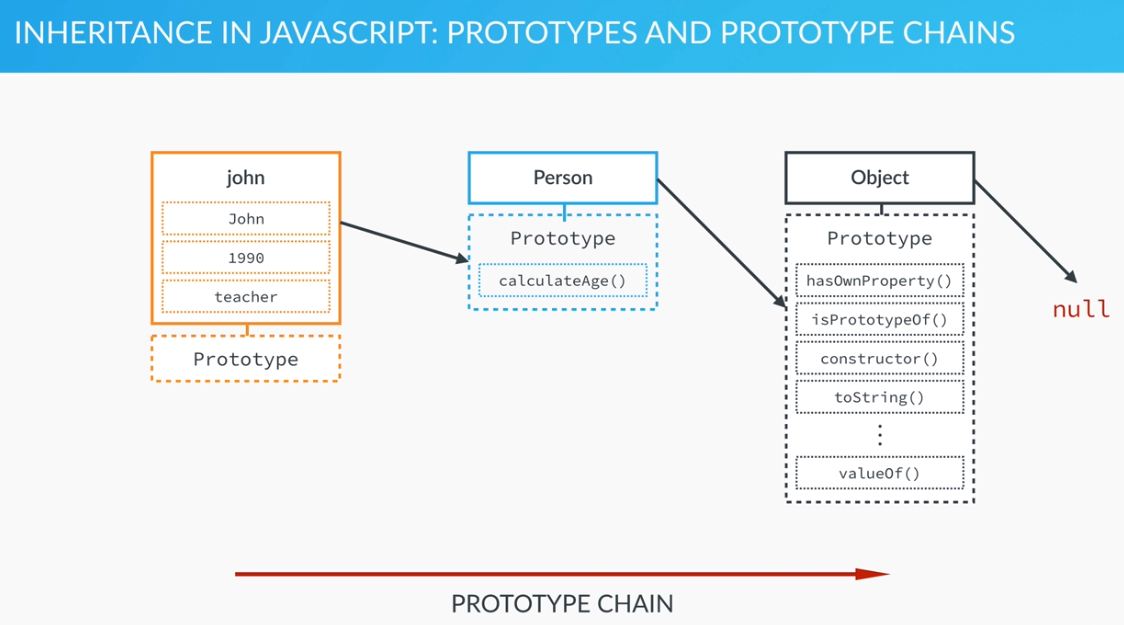 INHERITANCE IN JAVASCRIPT: PROTOTYPES AND PROTOTYPE CHAINS
john
John
1990
teacher
Prototype
Person
Prototype
calculateAge()
Object
Prototype
hasOwnProperty()
isPrototypeOf()
constructor()
toString()
valueOf()
null
PROTOTYPE CHAIN